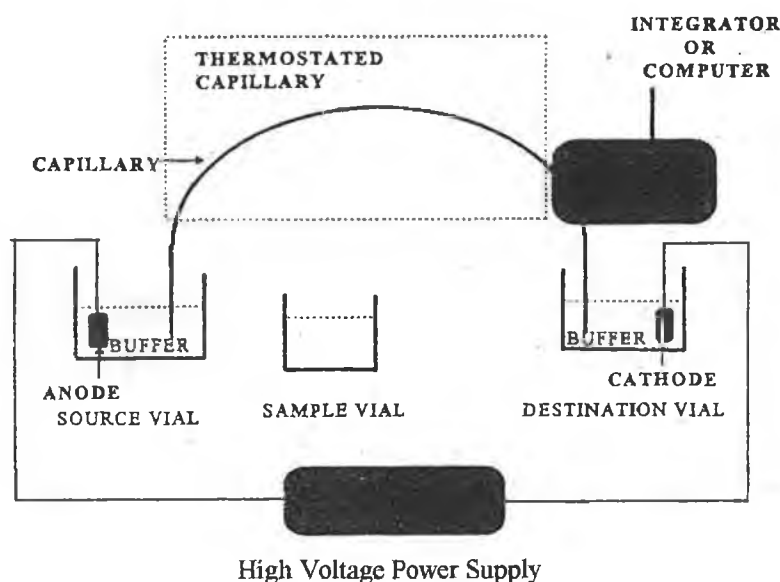 INTEGRATOR
OR
COMPUTER
THERMOSTATED
CAPILLARY
CAPILLARY
BUFFER
BUFFER
ANODE
SOURCE VIAL
SAMPLE VIAL
CATHODE
DESTINATION VIAL
High Voltage Power Supply